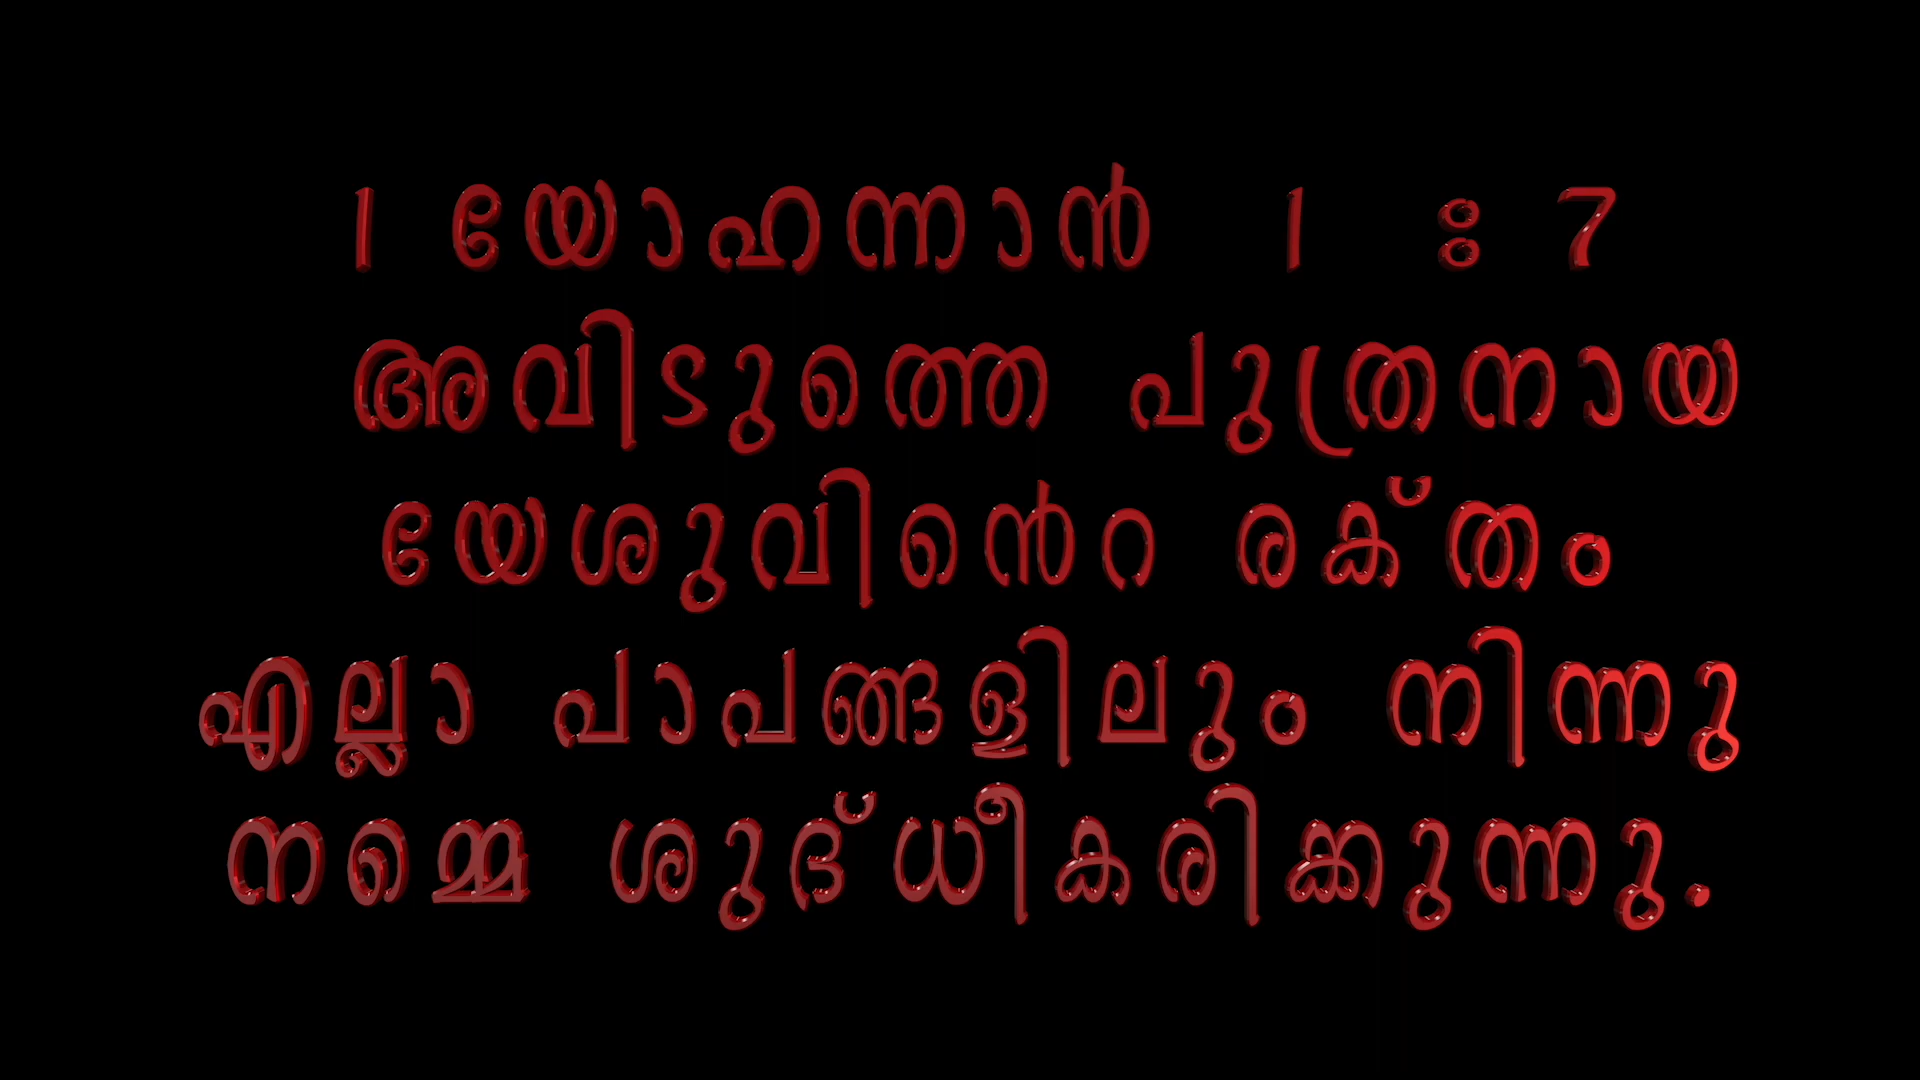 1 യോഹന്നാൻ 1 ഃ 7
അവിടുത്തെ പുത്രനായ
യേശുവിൻെറ രക്‌തം
എല്ലാ പാപങ്ങളിലും നിന്നു
നമ്മെ ശുദ്‌ധീകരിക്കുന്നു.